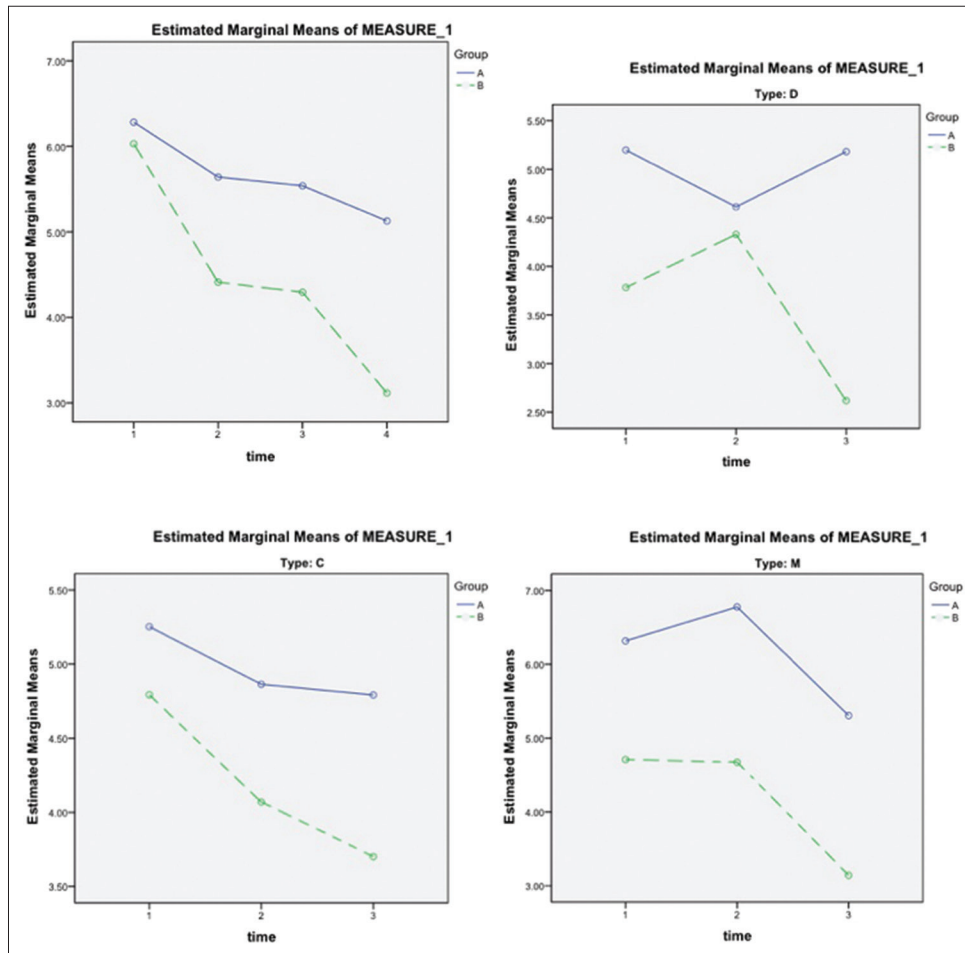 Estimated Marginal Means of MEASURE_1
Group
A
B
Estimated Marginal Means
7.00
6.00
5.00
4.00
3.00
1 2 3 4
time
Estimated Marginal Means of MEASURE_1
Type: D
Group
A
B
Estimated Marginal Means
5.50
5.00
4.50
4.00
3.50
3.00
2.50
1 2 3
time
Estimated Marginal Means of MEASURE_1
Type: C
Group
A
B
Estimated Marginal Means
5.50
5.00
4.50
4.00
3.50
1 2 3
time
Estimated Marginal Means of MEASURE_1
Type: M
Group
A
B
Estimated Marginal Means
7.00
6.00
5.00
4.00
3.00
1 2 3
time